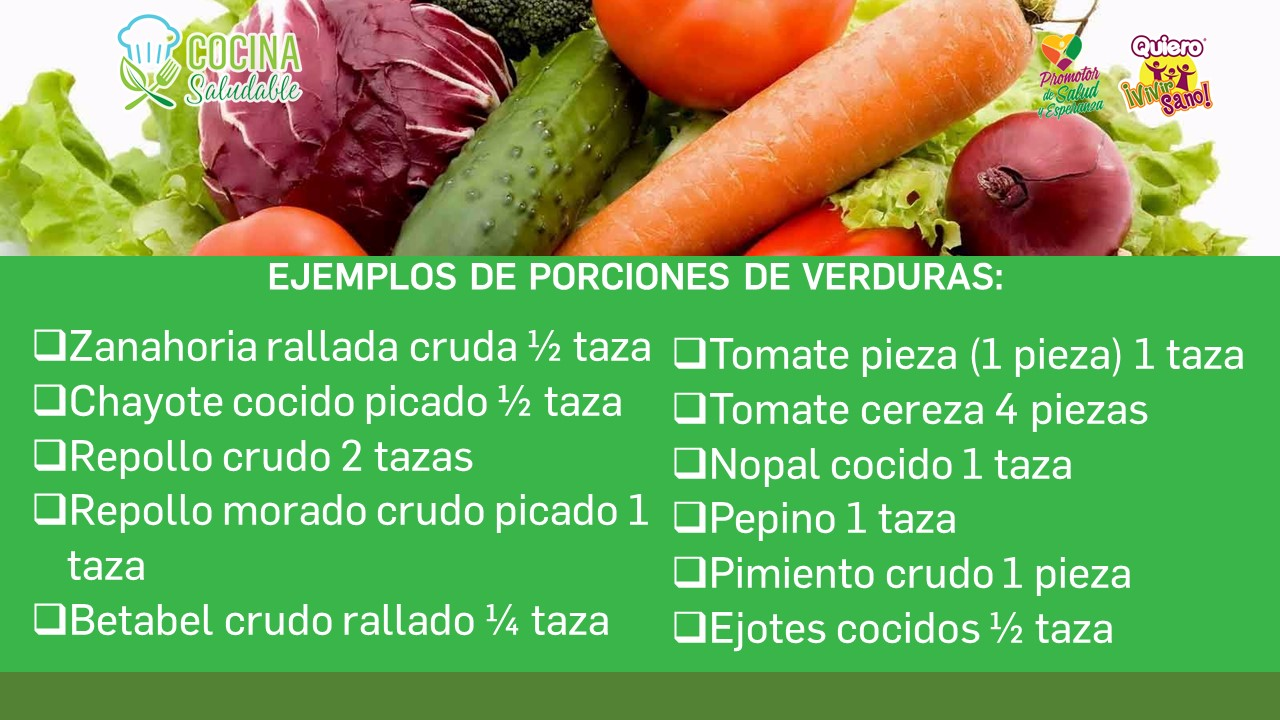 COCINA
Saludable
Promotor
de Salud
y Esperanza
Quiero
¡Vivir
Sano!
EJEMPLOS DE PORCIONES DE VERDURAS:
❑Zanahoria rallada cruda ½ taza
❑Chayote cocido picado ½ taza
❑Repollo crudo 2 tazas
❑Repollo morado crudo picado 1
taza
❑Betabel crudo rallado ¼ taza
❑Tomate pieza (1 pieza) 1 taza
❑Tomate cereza 4 piezas
❑Nopal cocido 1 taza
❑Pepino 1 taza
❑Pimiento crudo 1 pieza
❑Ejotes cocidos ½ taza